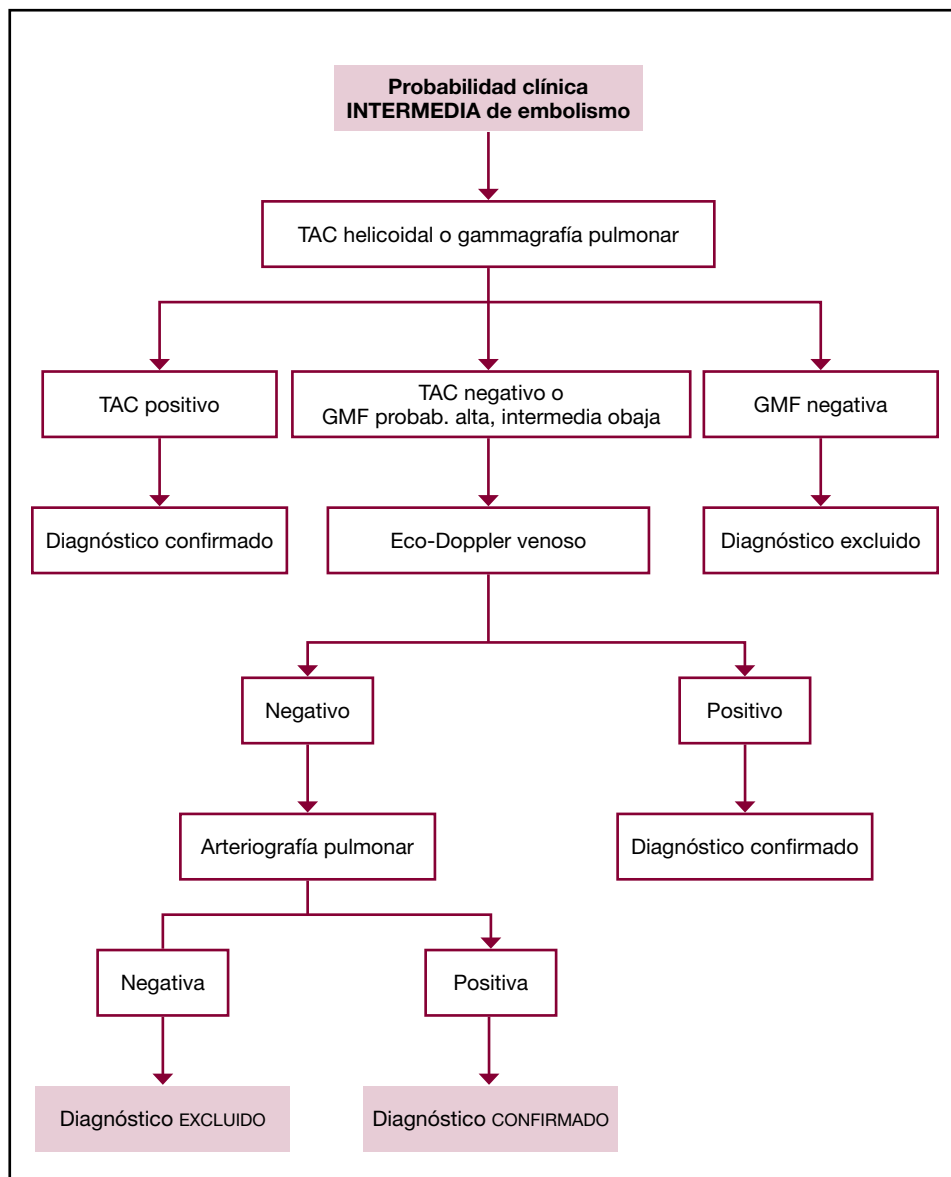 Probabilidad clínica
INTERMEDIA de embolismo
TAC helicoidal o gammagrafía pulmonar
TAC positivo
TAC negativo o
GMF probab. alta, intermedia obaja
GMF negativa
Diagnóstico confirmado
Eco-Doppler venoso
Diagnóstico excluido
Negativo
Positivo
Arteriografía pulmonar
Diagnóstico confirmado
Negativa
Positiva
Diagnóstico EXCLUIDO
Diagnóstico CONFIRMADO